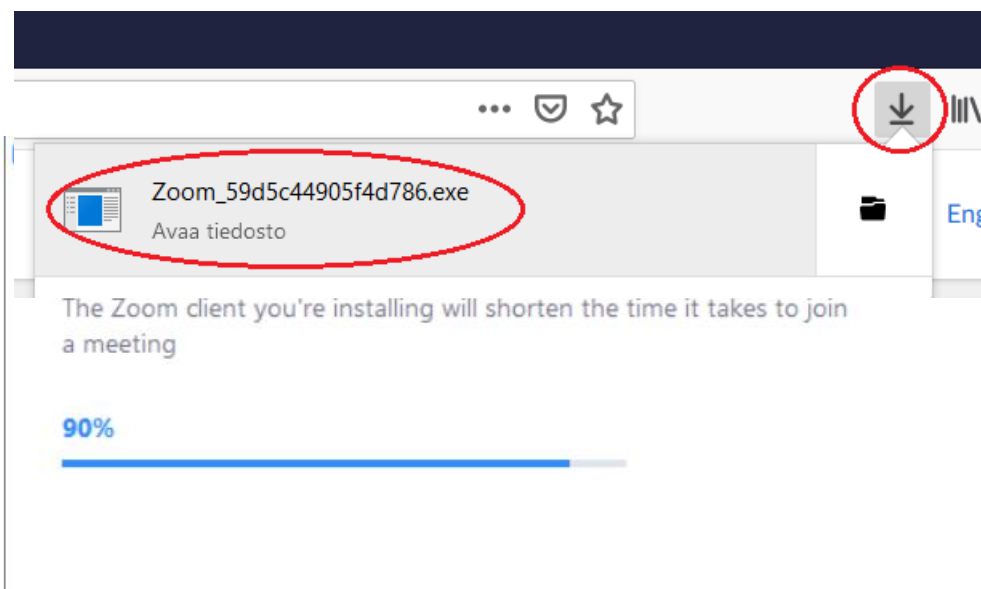 Zoom_59d5c44905f4d786.exe
Avaa tiedosto
Eng
The Zoom client you're installing will shorten the time it takes to join
a meeting
90%